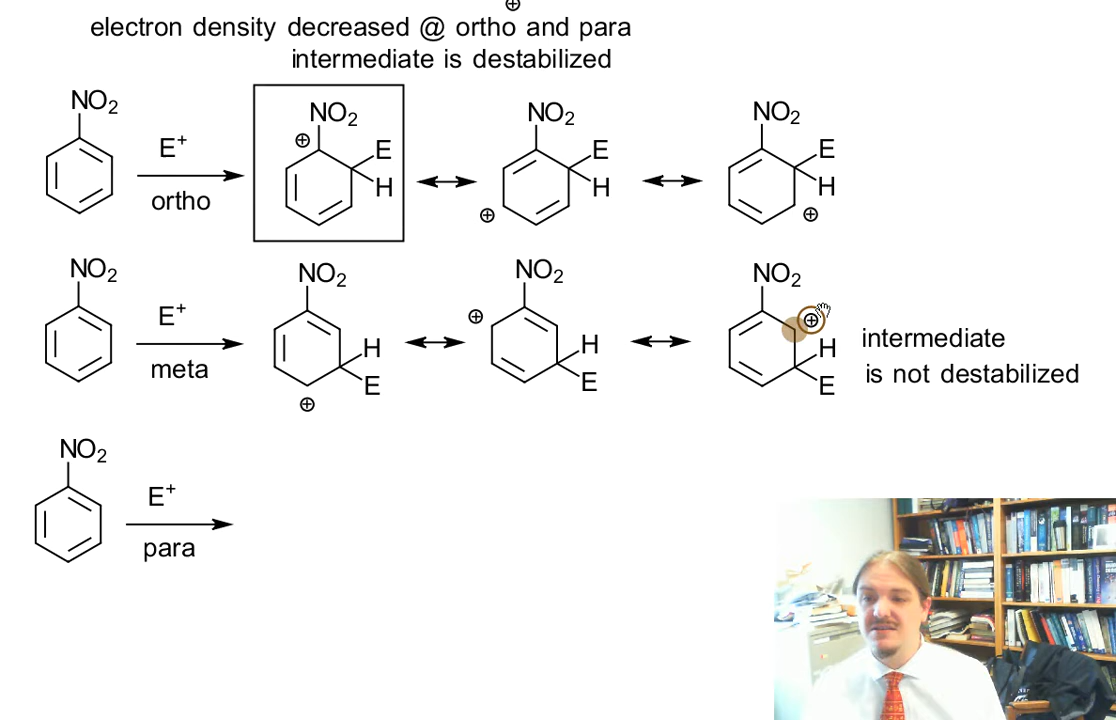 ⊕
electron density decreased @ ortho and para
intermediate is destabilized
NO2
E+
ortho
NO2
⊕
E
H
NO2
E
H
⊕
NO2
E
H
⊕
NO2
E+
meta
NO2
H
E
⊕
NO2
⊕
H
E
NO2
⊕
H
E
intermediate
is not destabilized
NO2
E+
para